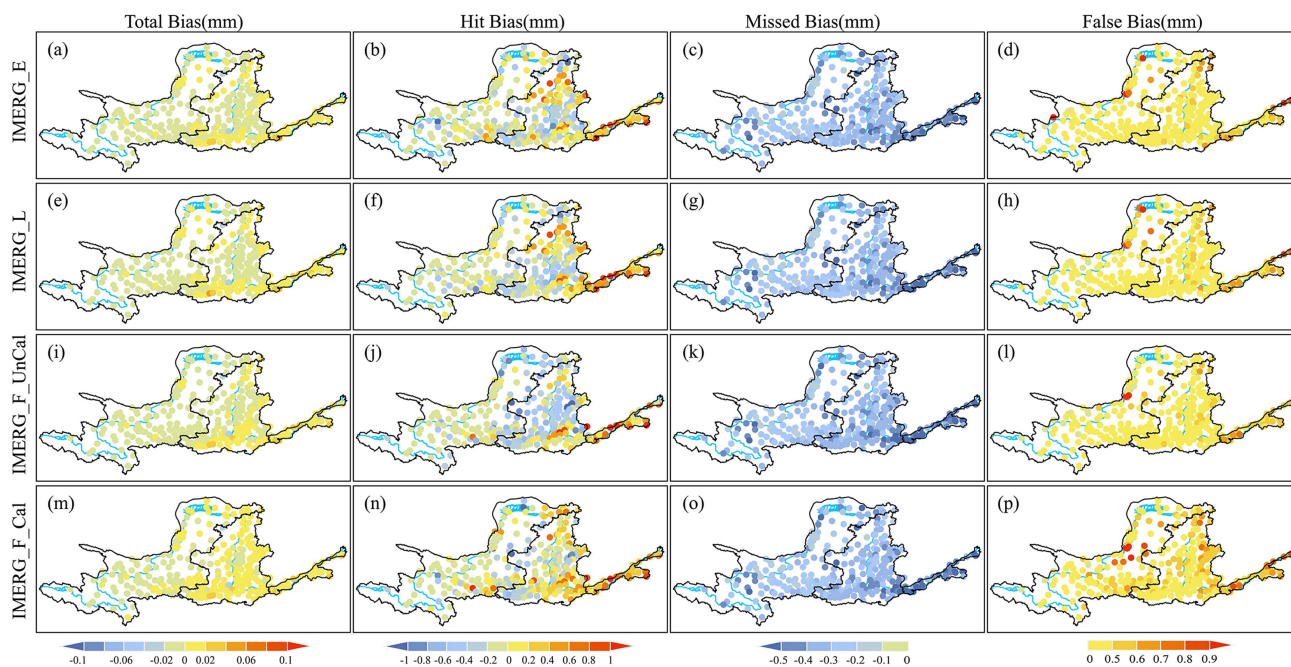 Total Bias(mm) Hit Bias(mm) Missed Bias(mm) False Bias(mm)
IMERG_E (a) (b) (c) (d)
IMERG_L (e) (f) (g) (h)
IMERG_F_UnCal (i) (j) (k) (l)
IMERG_F_Cal (m) (n) (o) (p)
-0.1 -0.06 -0.02 0 0.02 0.06 0.1 -1 -0.8 -0.6 -0.4 -0.2 0 0.2 0.4 0.6 0.8 1 -0.5 -0.4 -0.3 -0.2 -0.1 0 0 0.5 0.6 0.7 0.8 0.9